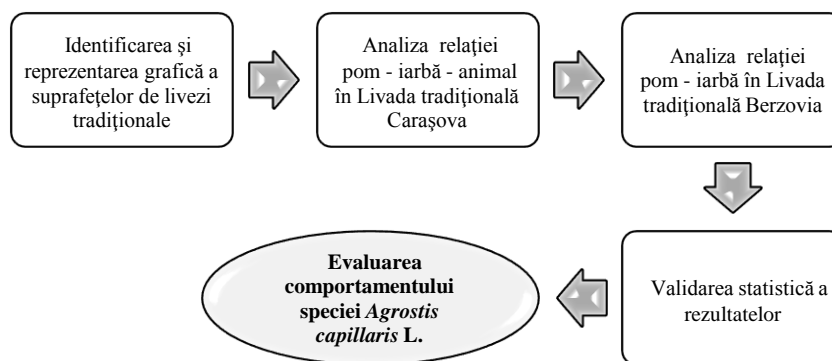 Identificarea şi
reprezentarea grafică a
suprafeţelor de livezi
tradiţionale
Analiza relaţiei
pom - iarbă - animal
în Livada tradiţională
Caraşova
Analiza relaţiei
pom - iarbă în Livada
tradiţională Berzovia
Validarea statistică a
rezultatelor
Evaluarea
comportamentului
speciei Agrostis
capillaris L.